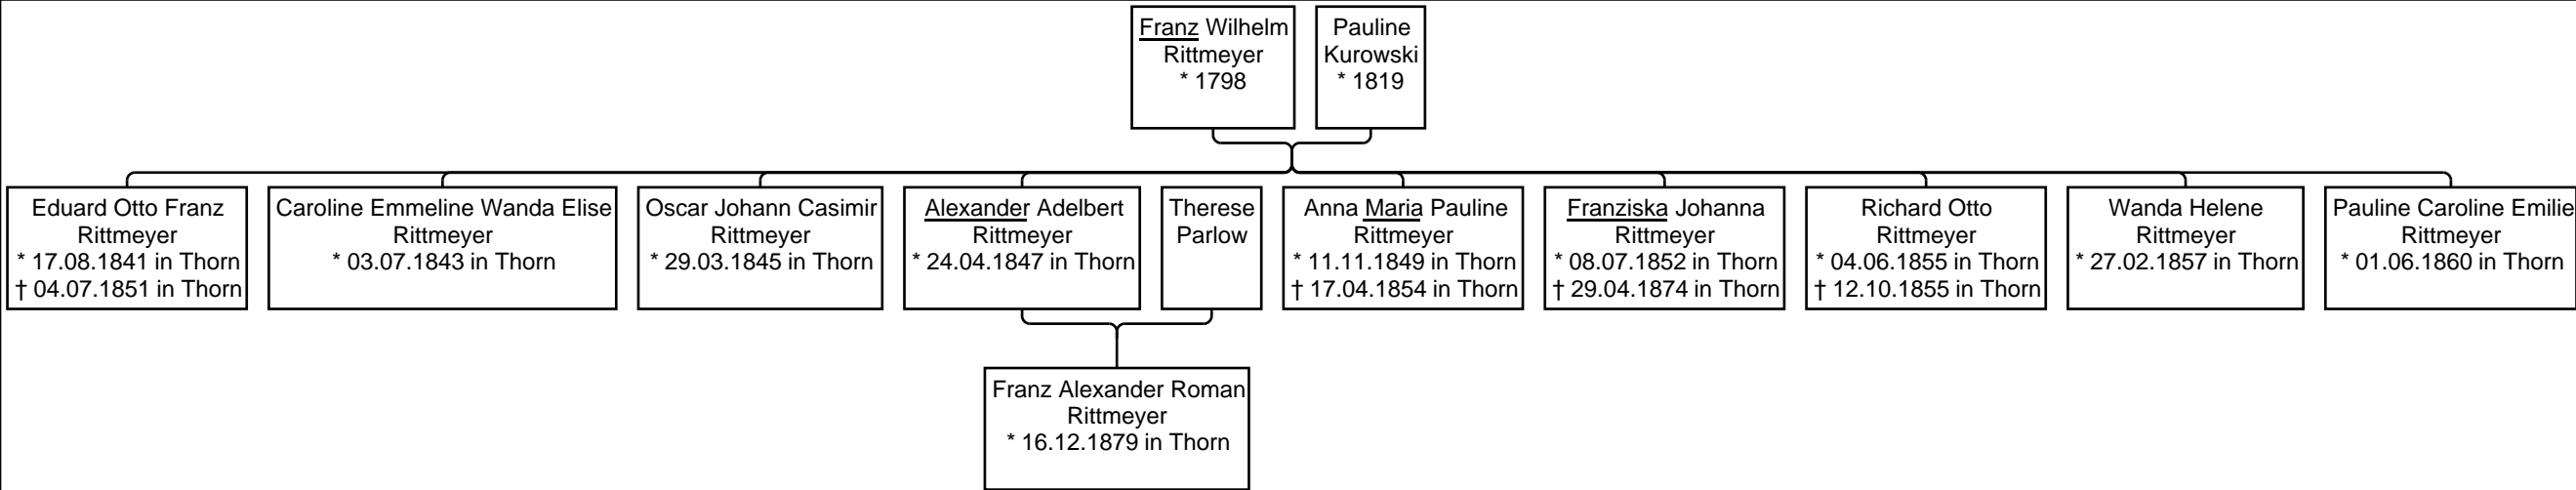 Franz Wilhelm
Rittmeyer
* 1798
Pauline
Kurowski
* 1819
Eduard Otto Franz
Rittmeyer
* 17.08.1841 in Thorn
† 04.07.1851 in Thorn
Caroline Emmeline Wanda Elise
Rittmeyer
* 03.07.1843 in Thorn
Oscar Johann Casimir
Rittmeyer
* 29.03.1845 in Thorn
Alexander Adelbert
Rittmeyer
* 24.04.1847 in Thorn
Therese
Parlow
Anna Maria Pauline
Rittmeyer
* 11.11.1849 in Thorn
† 17.04.1854 in Thorn
Franziska Johanna
Rittmeyer
* 08.07.1852 in Thorn
† 29.04.1874 in Thorn
Richard Otto
Rittmeyer
* 04.06.1855 in Thorn
† 12.10.1855 in Thorn
Wanda Helene
Rittmeyer
* 27.02.1857 in Thorn
Pauline Caroline Emilie
Rittmeyer
* 01.06.1860 in Thorn
Franz Alexander Roman
Rittmeyer
* 16.12.1879 in Thorn